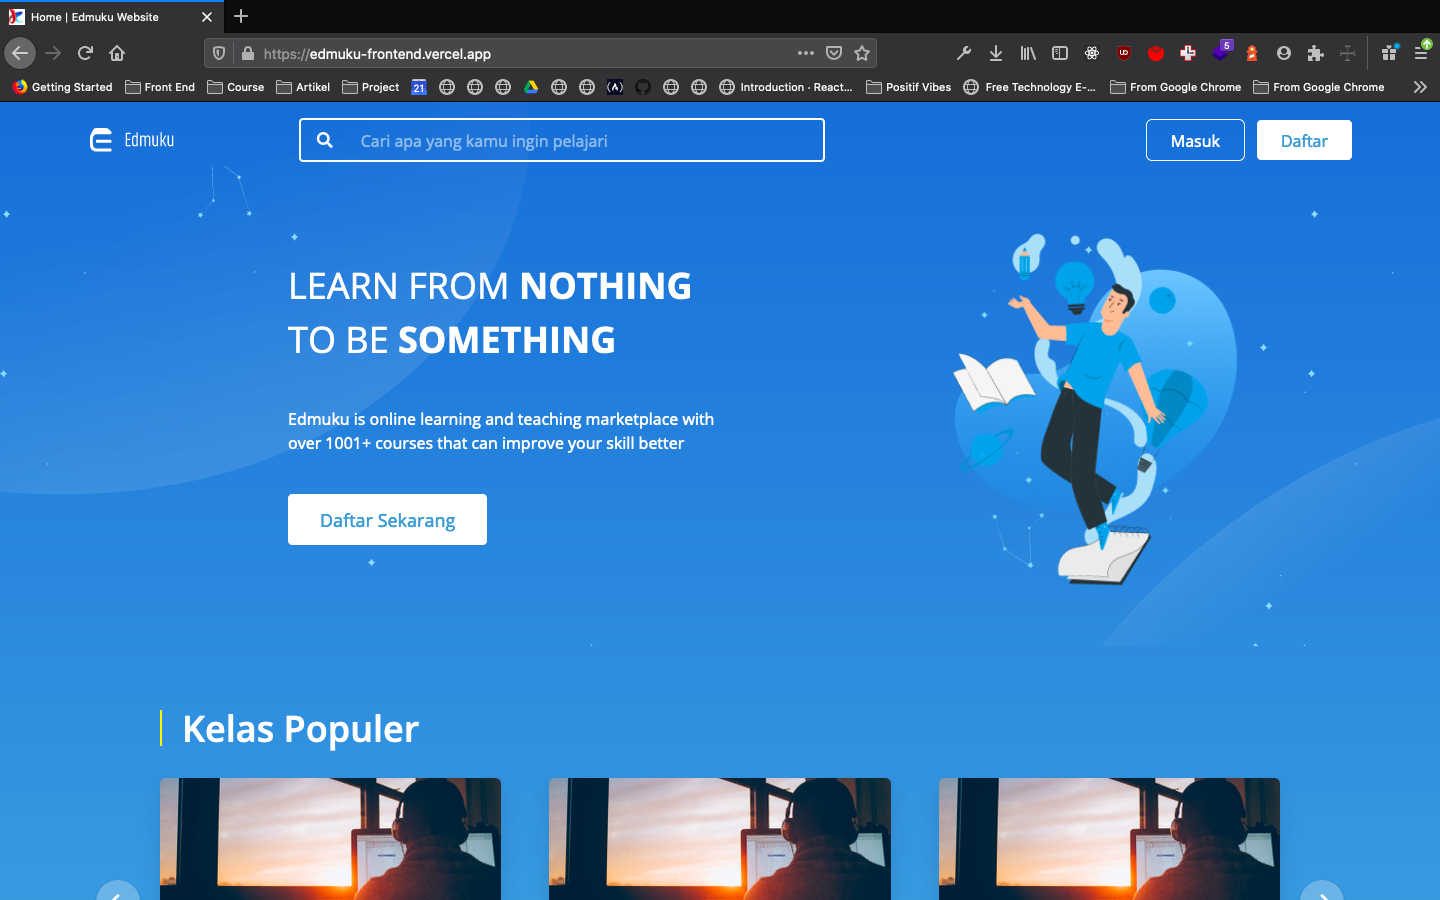 Home | Edmuku Website
https://edmuku-frontend.vercel.app
5
UD
Getting Started
Front End
Course
Artikel
Project
21
Introduction · React...
Positif Vibes
Free Technology E-...
From Google Chrome
From Google Chrome
Edmuku
Cari apa yang kamu ingin pelajari
Masuk
Daftar
LEARN FROM NOTHING
TO BE SOMETHING
Edmuku is online learning and teaching marketplace with
over 1001+ courses that can improve your skill better
Daftar Sekarang
Kelas Populer